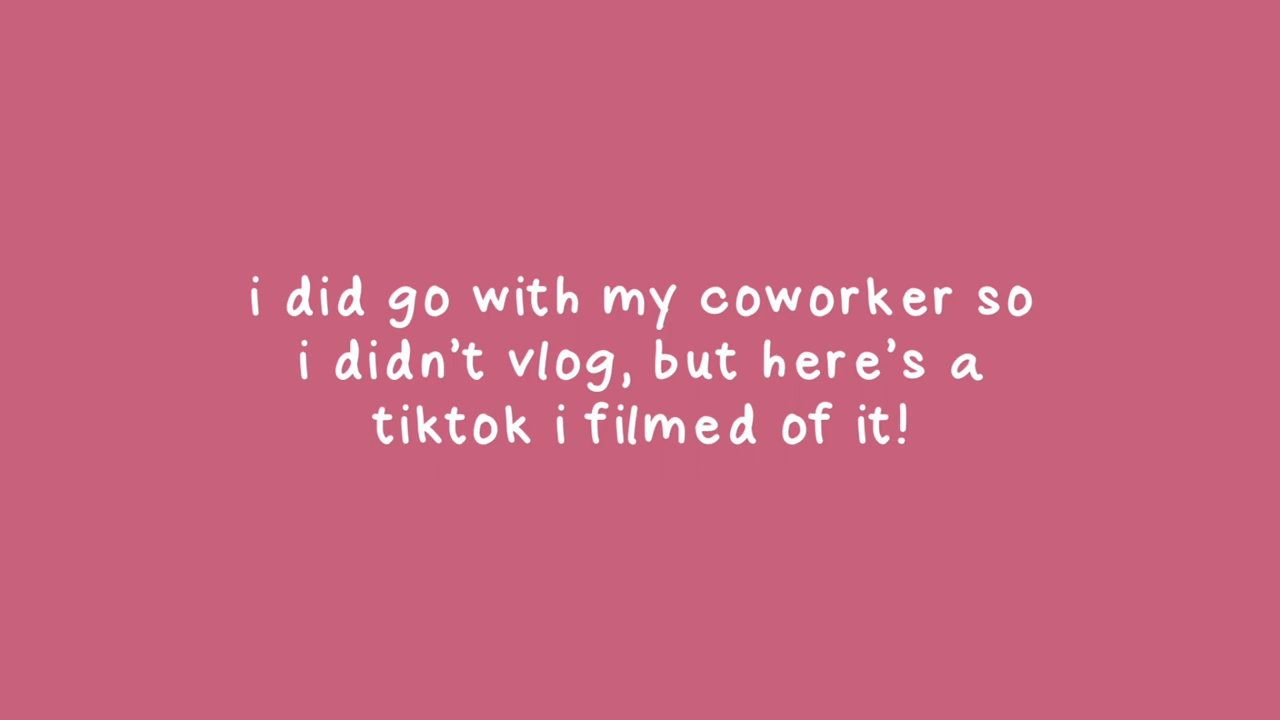 i did go with my coworker so
i didn't vlog, but here's a
tiktok i filmed of it!